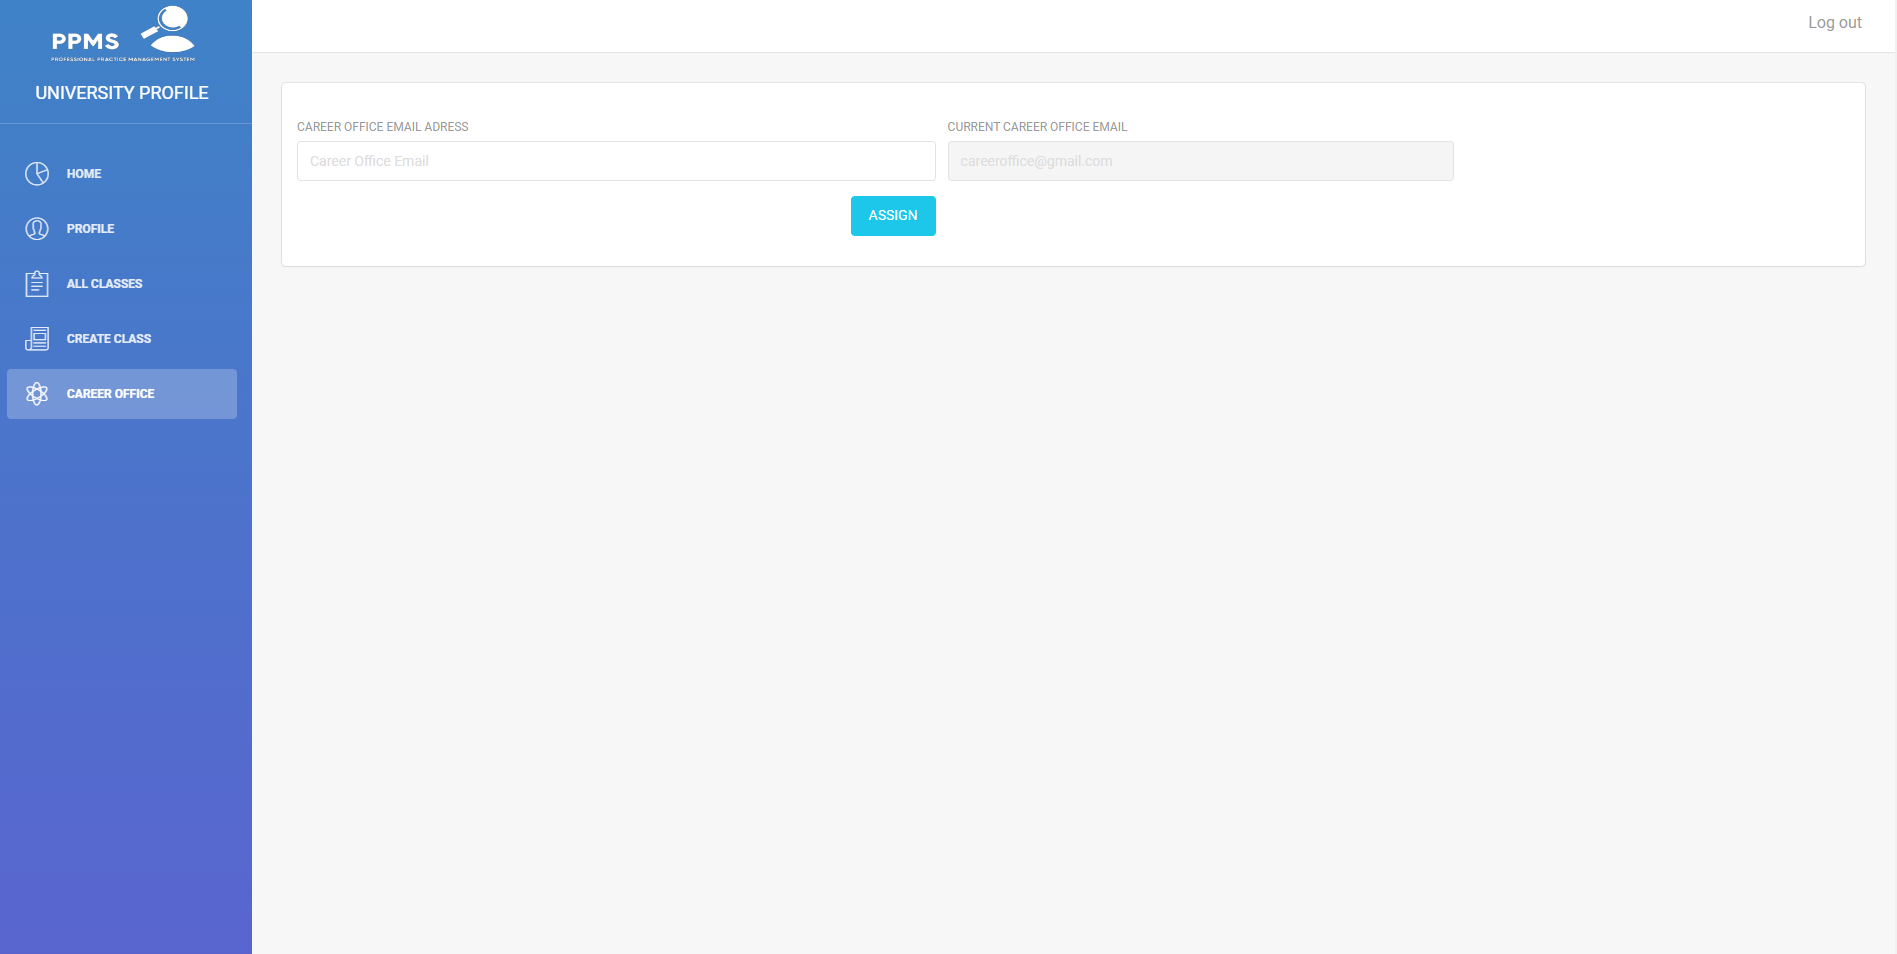 PPMS
PROFESSIONAL PRACTICE MANAGEMENT SYSTEM
UNIVERSITY PROFILE
HOME
PROFILE
ALL CLASSES
CREATE CLASS
CAREER OFFICE
Log out
CAREER OFFICE EMAIL ADRESS
Career Office Email
ASSIGN
CURRENT CAREER OFFICE EMAIL
careeroffice@gmail.com